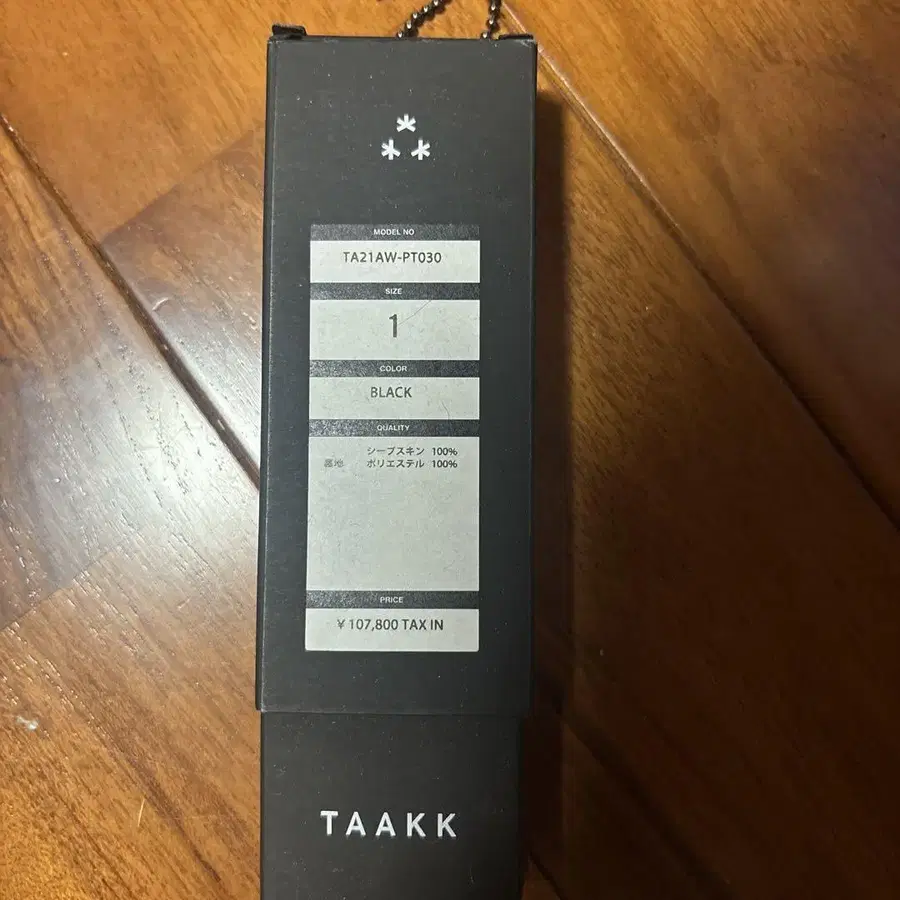 MODEL NO
TA21AW-PT030
SIZE
1
COLOR
BLACK
QUALITY
シープスキン 100%
裏地 ポリエステル 100%
PRICE
¥107,800 TAX IN
TAAKK